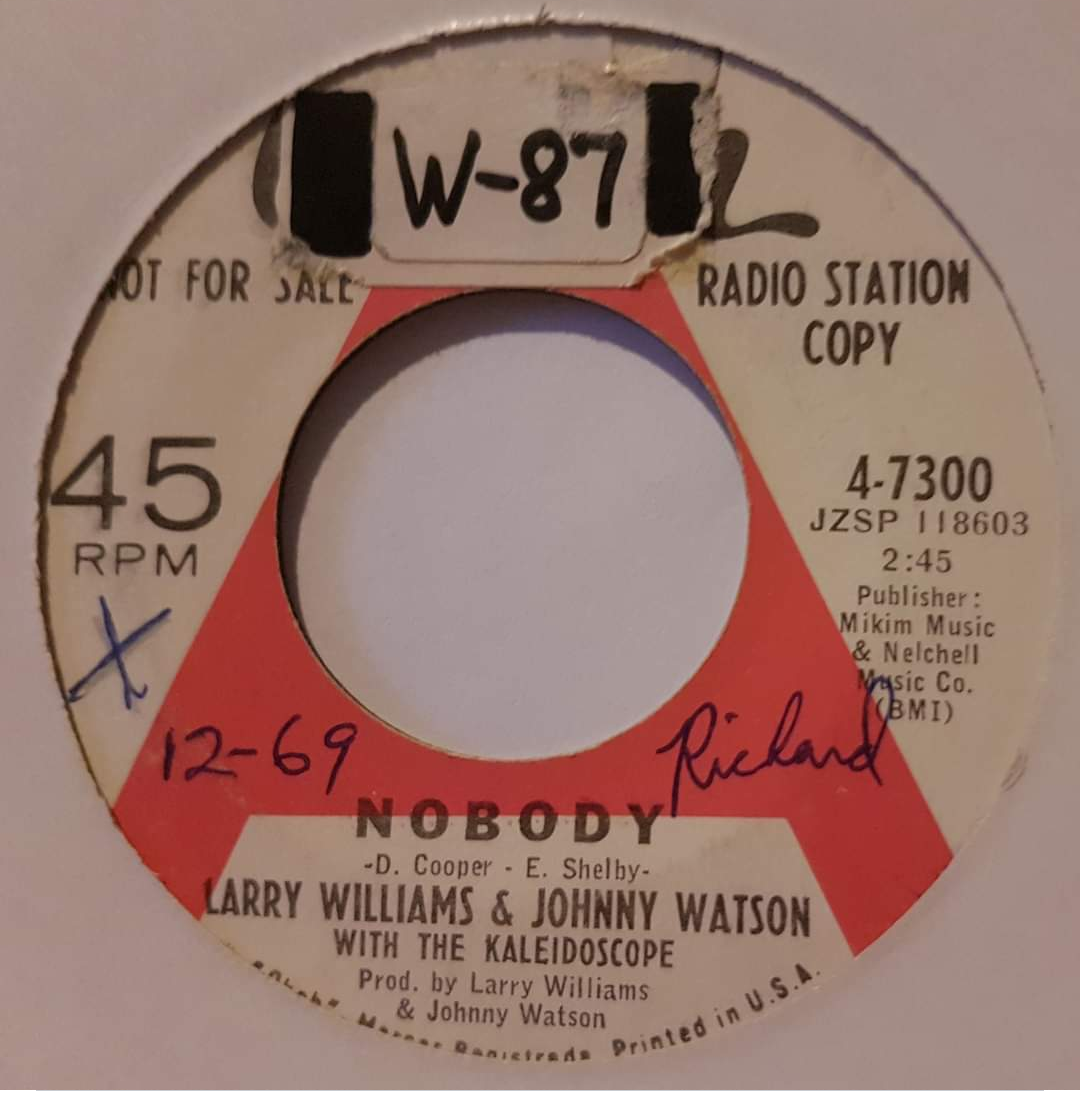 W-87
NOT FOR SALE
RADIO STATION
COPY
45
RPM
4-7300
JZSP 118603
2:45
Publisher:
Mikim Music
& Nelchell
Music Co.
(BMI)
12-69
Richard
NOBODY
-D. Cooper - E. Shelby-
LARRY WILLIAMS & JOHNNY WATSON
WITH THE KALEIDOSCOPE
Prod. by Larry Williams
& Johnny Watson
Printed in U.S.A.